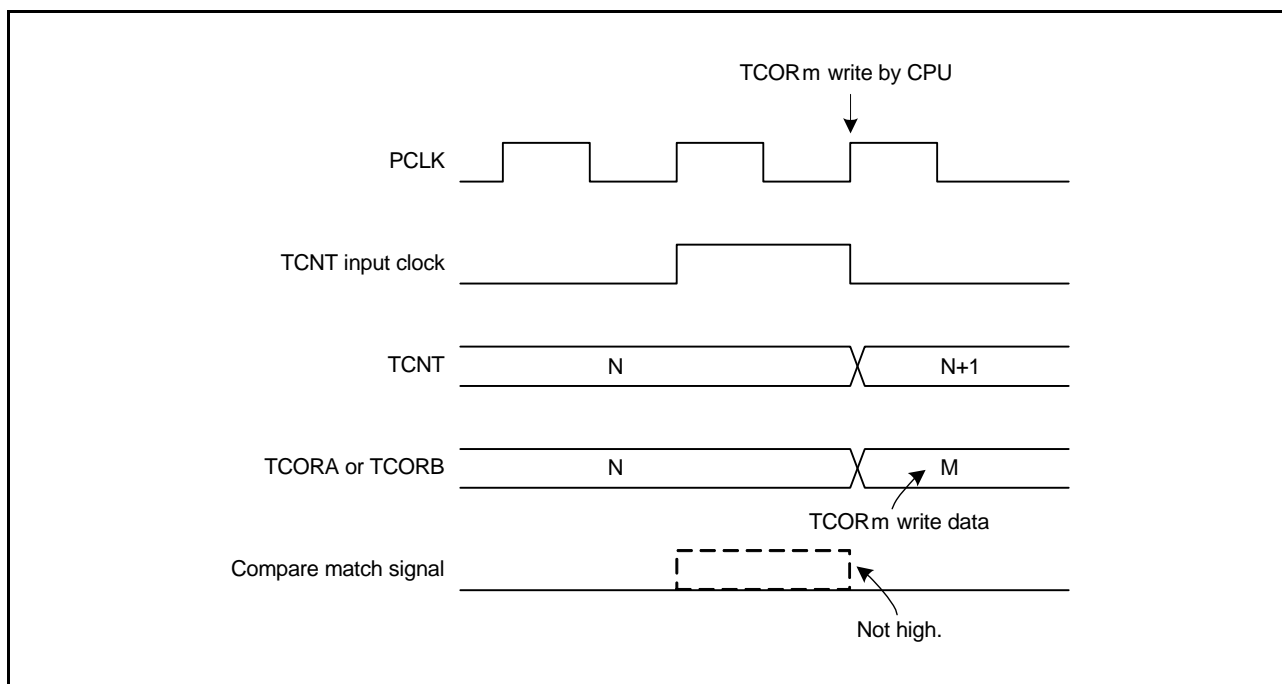 TCORm write by CPU
PCLK
TCNT input clock
TCNT
N
N+1
TCORA or TCORB
N
M
TCORm write data
Compare match signal
Not high.